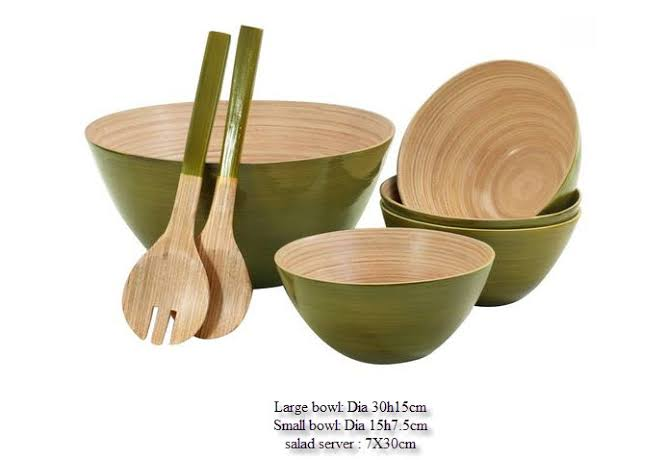 Large bowl: Dia 30h15cm
Small bowl: Dia 15h7.5cm
salad server : 7X30cm